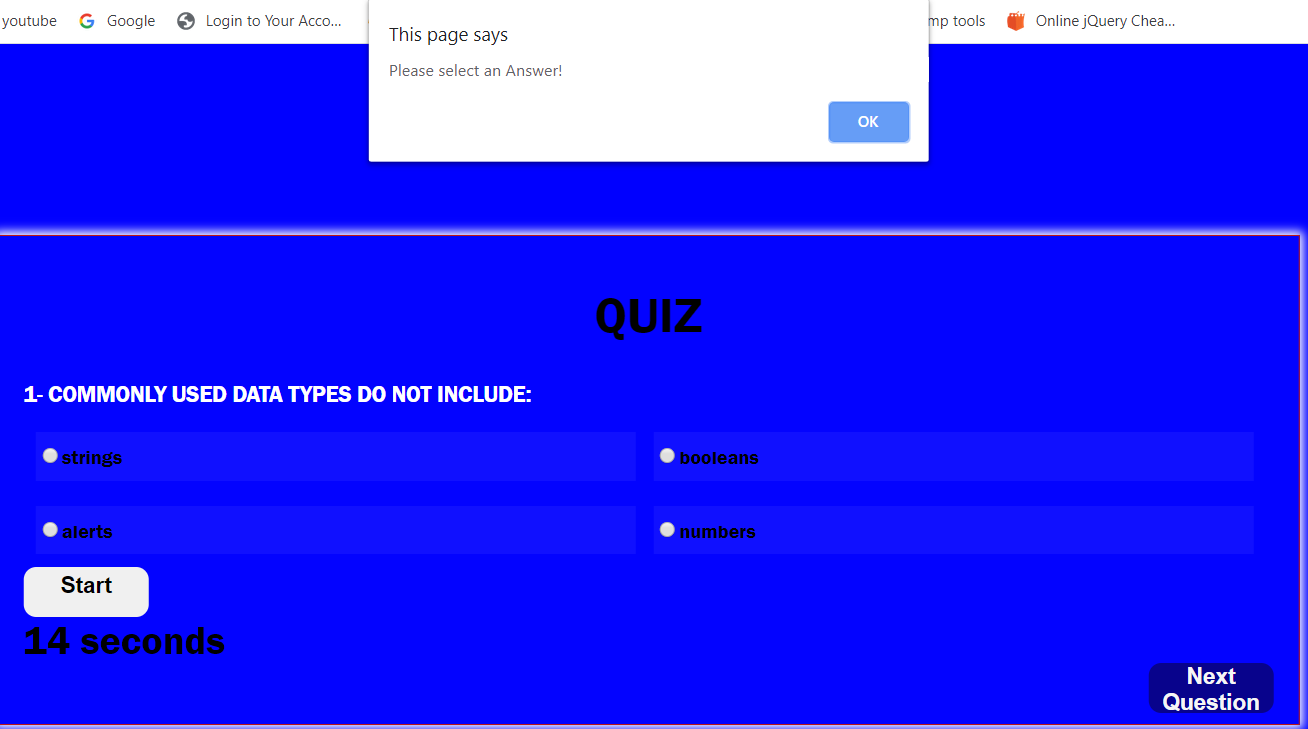 youtube Google Login to Your Acco... mp tools Online jQuery Chea...
This page says
Please select an Answer!
OK
QUIZ
1- COMMONLY USED DATA TYPES DO NOT INCLUDE:
strings booleans
alerts numbers
Start
14 seconds
Next
Question